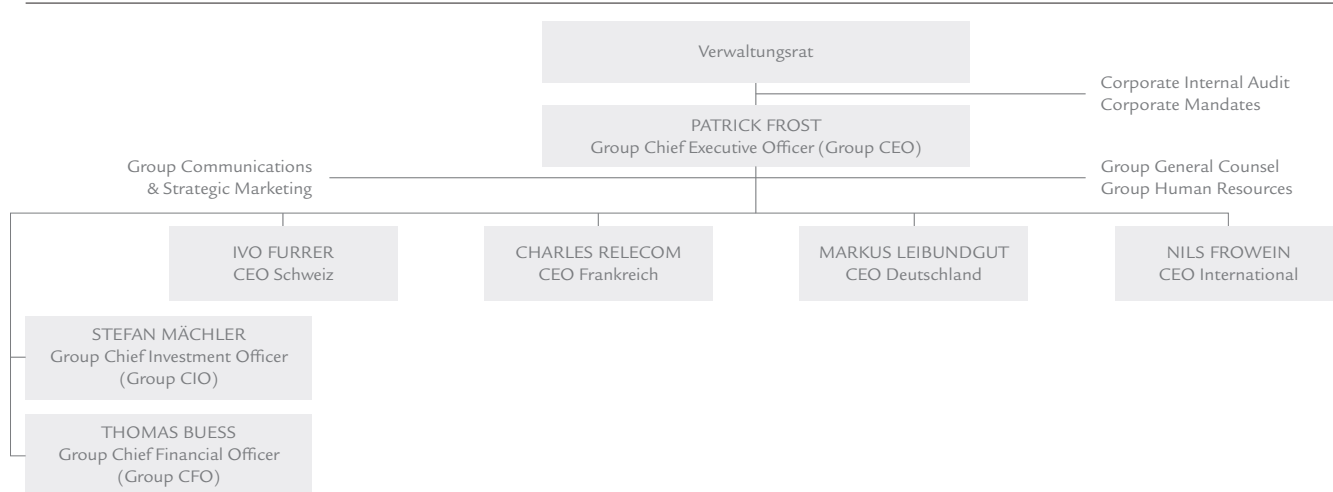 Verwaltungsrat
Corporate Internal Audit
Corporate Mandates
PATRICK FROST
Group Chief Executive Officer (Group CEO)
Group Communications
& Strategic Marketing
Group General Counsel
Group Human Resources
IVO FURRER
CEO Schweiz
CHARLES RELECOM
CEO Frankreich
MARKUS LEIBUNDGUT
CEO Deutschland
NILS FROWEIN
CEO International
STEFAN MÄCHLER
Group Chief Investment Officer
(Group CIO)
THOMAS BUESS
Group Chief Financial Officer
(Group CFO)